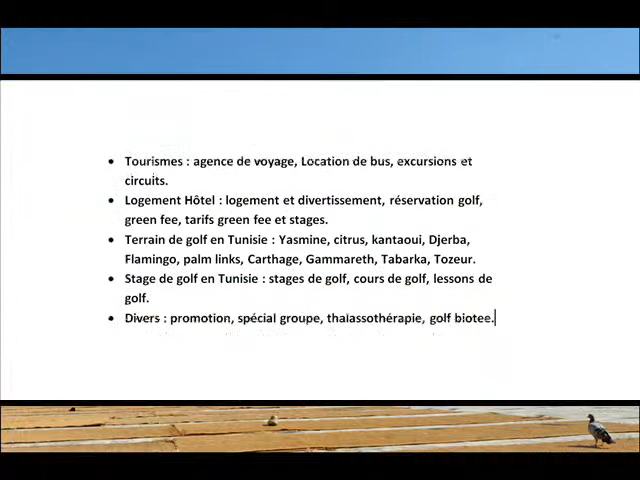 • Tourismes : agence de voyage, Location de bus, excursions et
circuits.
• Logement Hôtel : logement et divertissement, réservation golf,
green fee, tarifs green fee et stages.
• Terrain de golf en Tunisie : Yasmine, citrus, kantaoui, Djerba,
Flamingo, palm links, Carthage, Gammareth, Tabarka, Tozeur.
• Stage de golf en Tunisie : stages de golf, cours de golf, lessons de
golf.
• Divers : promotion, spécial groupe, thalassothérapie, golf biotee.